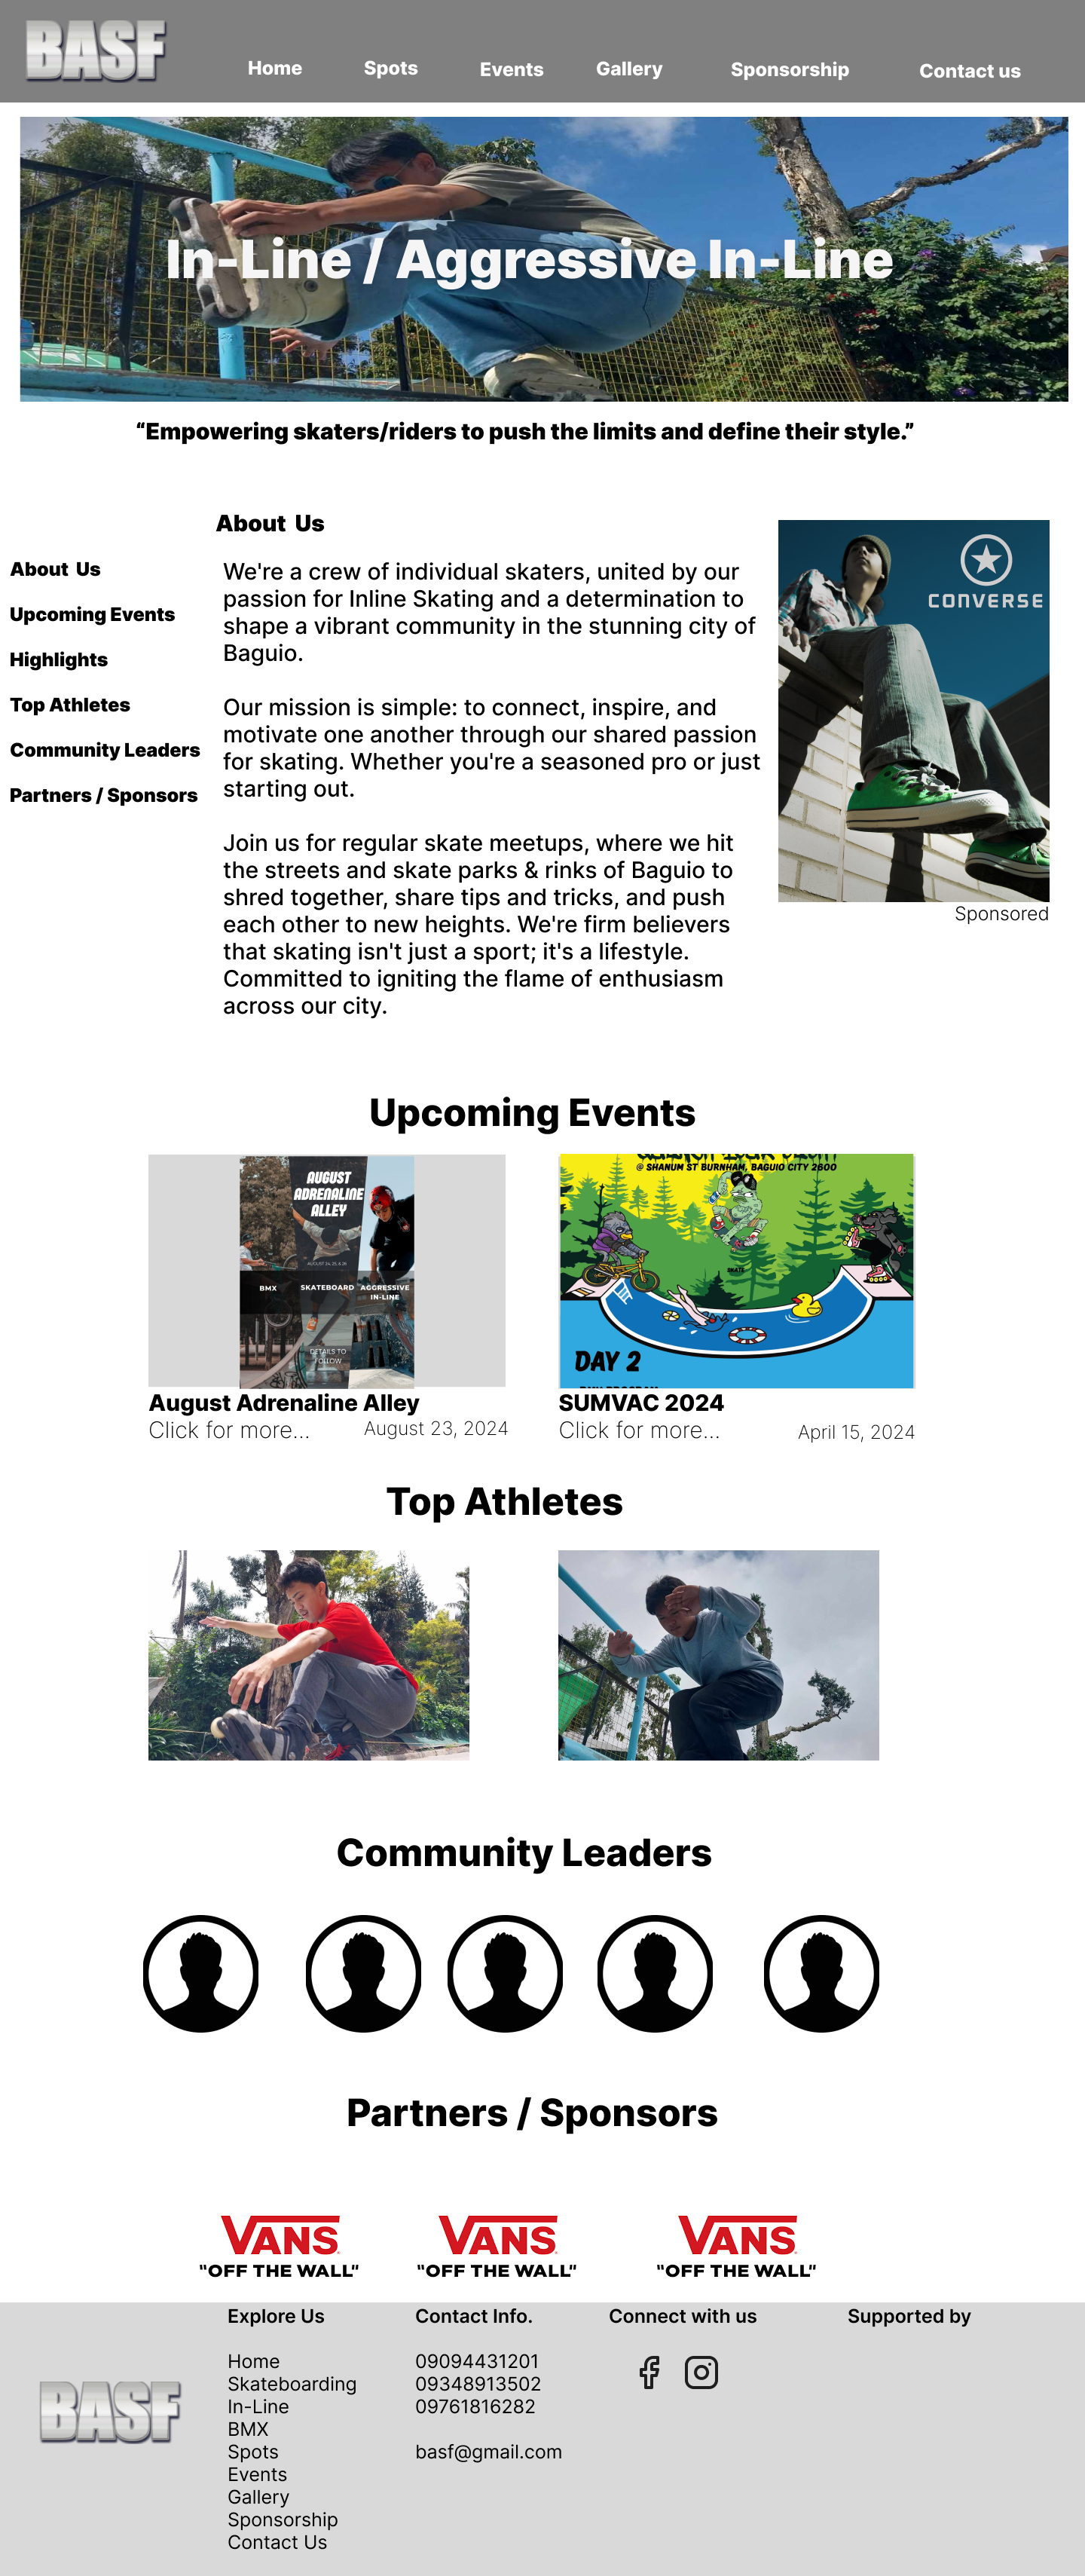 BASF
Home
Spots
Events
Gallery
Sponsorship
Contact us
In-Line / Aggressive In-Line
“Empowering skaters/riders to push the limits and define their style.”
About Us
Upcoming Events
Highlights
Top Athletes
Community Leaders
Partners / Sponsors
About Us
We're a crew of individual skaters, united by our
passion for Inline Skating and a determination to
shape a vibrant community in the stunning city of
Baguio.
Our mission is simple: to connect, inspire, and
motivate one another through our shared passion
for skating. Whether you're a seasoned pro or just
starting out.
Join us for regular skate meetups, where we hit
the streets and skate parks & rinks of Baguio to
shred together, share tips and tricks, and push
each other to new heights. We're firm believers
that skating isn't just a sport; it's a lifestyle.
Committed to igniting the flame of enthusiasm
across our city.
CONVERSE
Sponsored
Upcoming Events
AUGUST
ADRENALINE
ALLEY
AUGUST 24, 25, & 26
BMX
SKATEBOARD
AGGRESSIVE
IN-LINE
DETAILS TO
FOLLOW
August Adrenaline Alley
Click for more...
August 23, 2024
@ SHANUM ST BURNHAM, BAGUIO CITY 2600
SKATE
DAY 2
SUMVAC 2024
Click for more...
April 15, 2024
Top Athletes
Community Leaders
Partners / Sponsors
VANS
"OFF THE WALL"
VANS
"OFF THE WALL"
VANS
"OFF THE WALL"
BASF
Explore Us
Home
Skateboarding
In-Line
BMX
Spots
Events
Gallery
Sponsorship
Contact Us
Contact Info.
09094431201
09348913502
09761816282
basf@gmail.com
Connect with us
Supported by